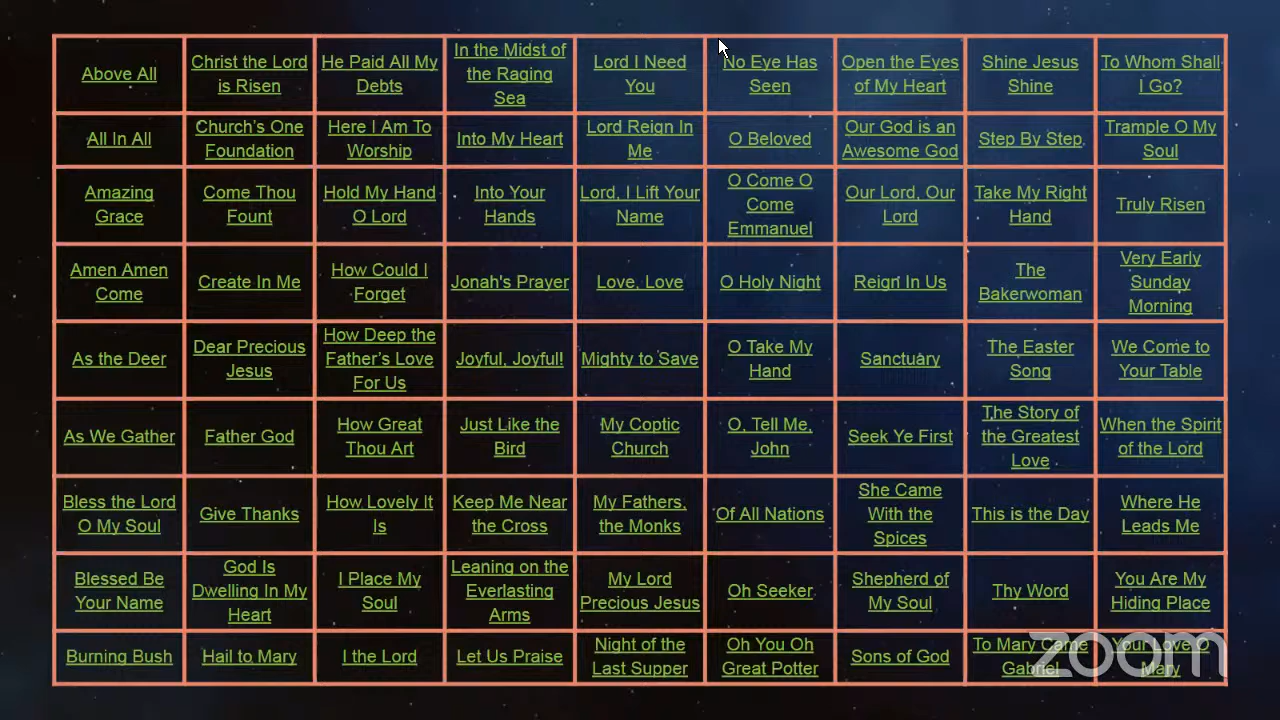 Above All
Christ the Lord
is Risen
He Paid All My
Debts
In the Midst of
the Raging
Sea
Lord I Need
You
No Eye Has
Seen
Open the Eyes
of My Heart
Shine Jesus
Shine
To Whom Shall
I Go?
All In All
Church's One
Foundation
Here I Am To
Worship
Into My Heart
Lord Reign In
Me
O Beloved
Our God is an
Awesome God
Step By Step
Trample O My
Soul
Amazing
Grace
Come Thou
Fount
Hold My Hand
O Lord
Into Your
Hands
Lord, I Lift Your
Name
O Come O
Come
Emmanuel
Our Lord, Our
Lord
Take My Right
Hand
Truly Risen
Amen Amen
Come
Create In Me
How Could I
Forget
Jonah's Prayer
Love, Love
O Holy Night
Reign In Us
The
Bakerwoman
Very Early
Sunday
Morning
As the Deer
Dear Precious
Jesus
How Deep the
Father's Love
For Us
Joyful, Joyful!
Mighty to Save
O Take My
Hand
Sanctuary
The Easter
Song
We Come to
Your Table
As We Gather
Father God
How Great
Thou Art
Just Like the
Bird
My Coptic
Church
O, Tell Me,
John
Seek Ye First
The Story of
the Greatest
Love
When the Spirit
of the Lord
Bless the Lord
O My Soul
Give Thanks
How Lovely It
Is
Keep Me Near
the Cross
My Fathers,
the Monks
Of All Nations
She Came
With the
Spices
This is the Day
Where He
Leads Me
Blessed Be
Your Name
God Is
Dwelling In My
Heart
I Place My
Soul
Leaning on the
Everlasting
Arms
My Lord
Precious Jesus
Oh Seeker
Shepherd of
My Soul
Thy Word
You Are My
Hiding Place
Burning Bush
Hail to Mary
I the Lord
Let Us Praise
Night of the
Last Supper
Oh You Oh
Great Potter
Sons of God
To Mary Came
Gabriel
Your Love O
Mary
zoom